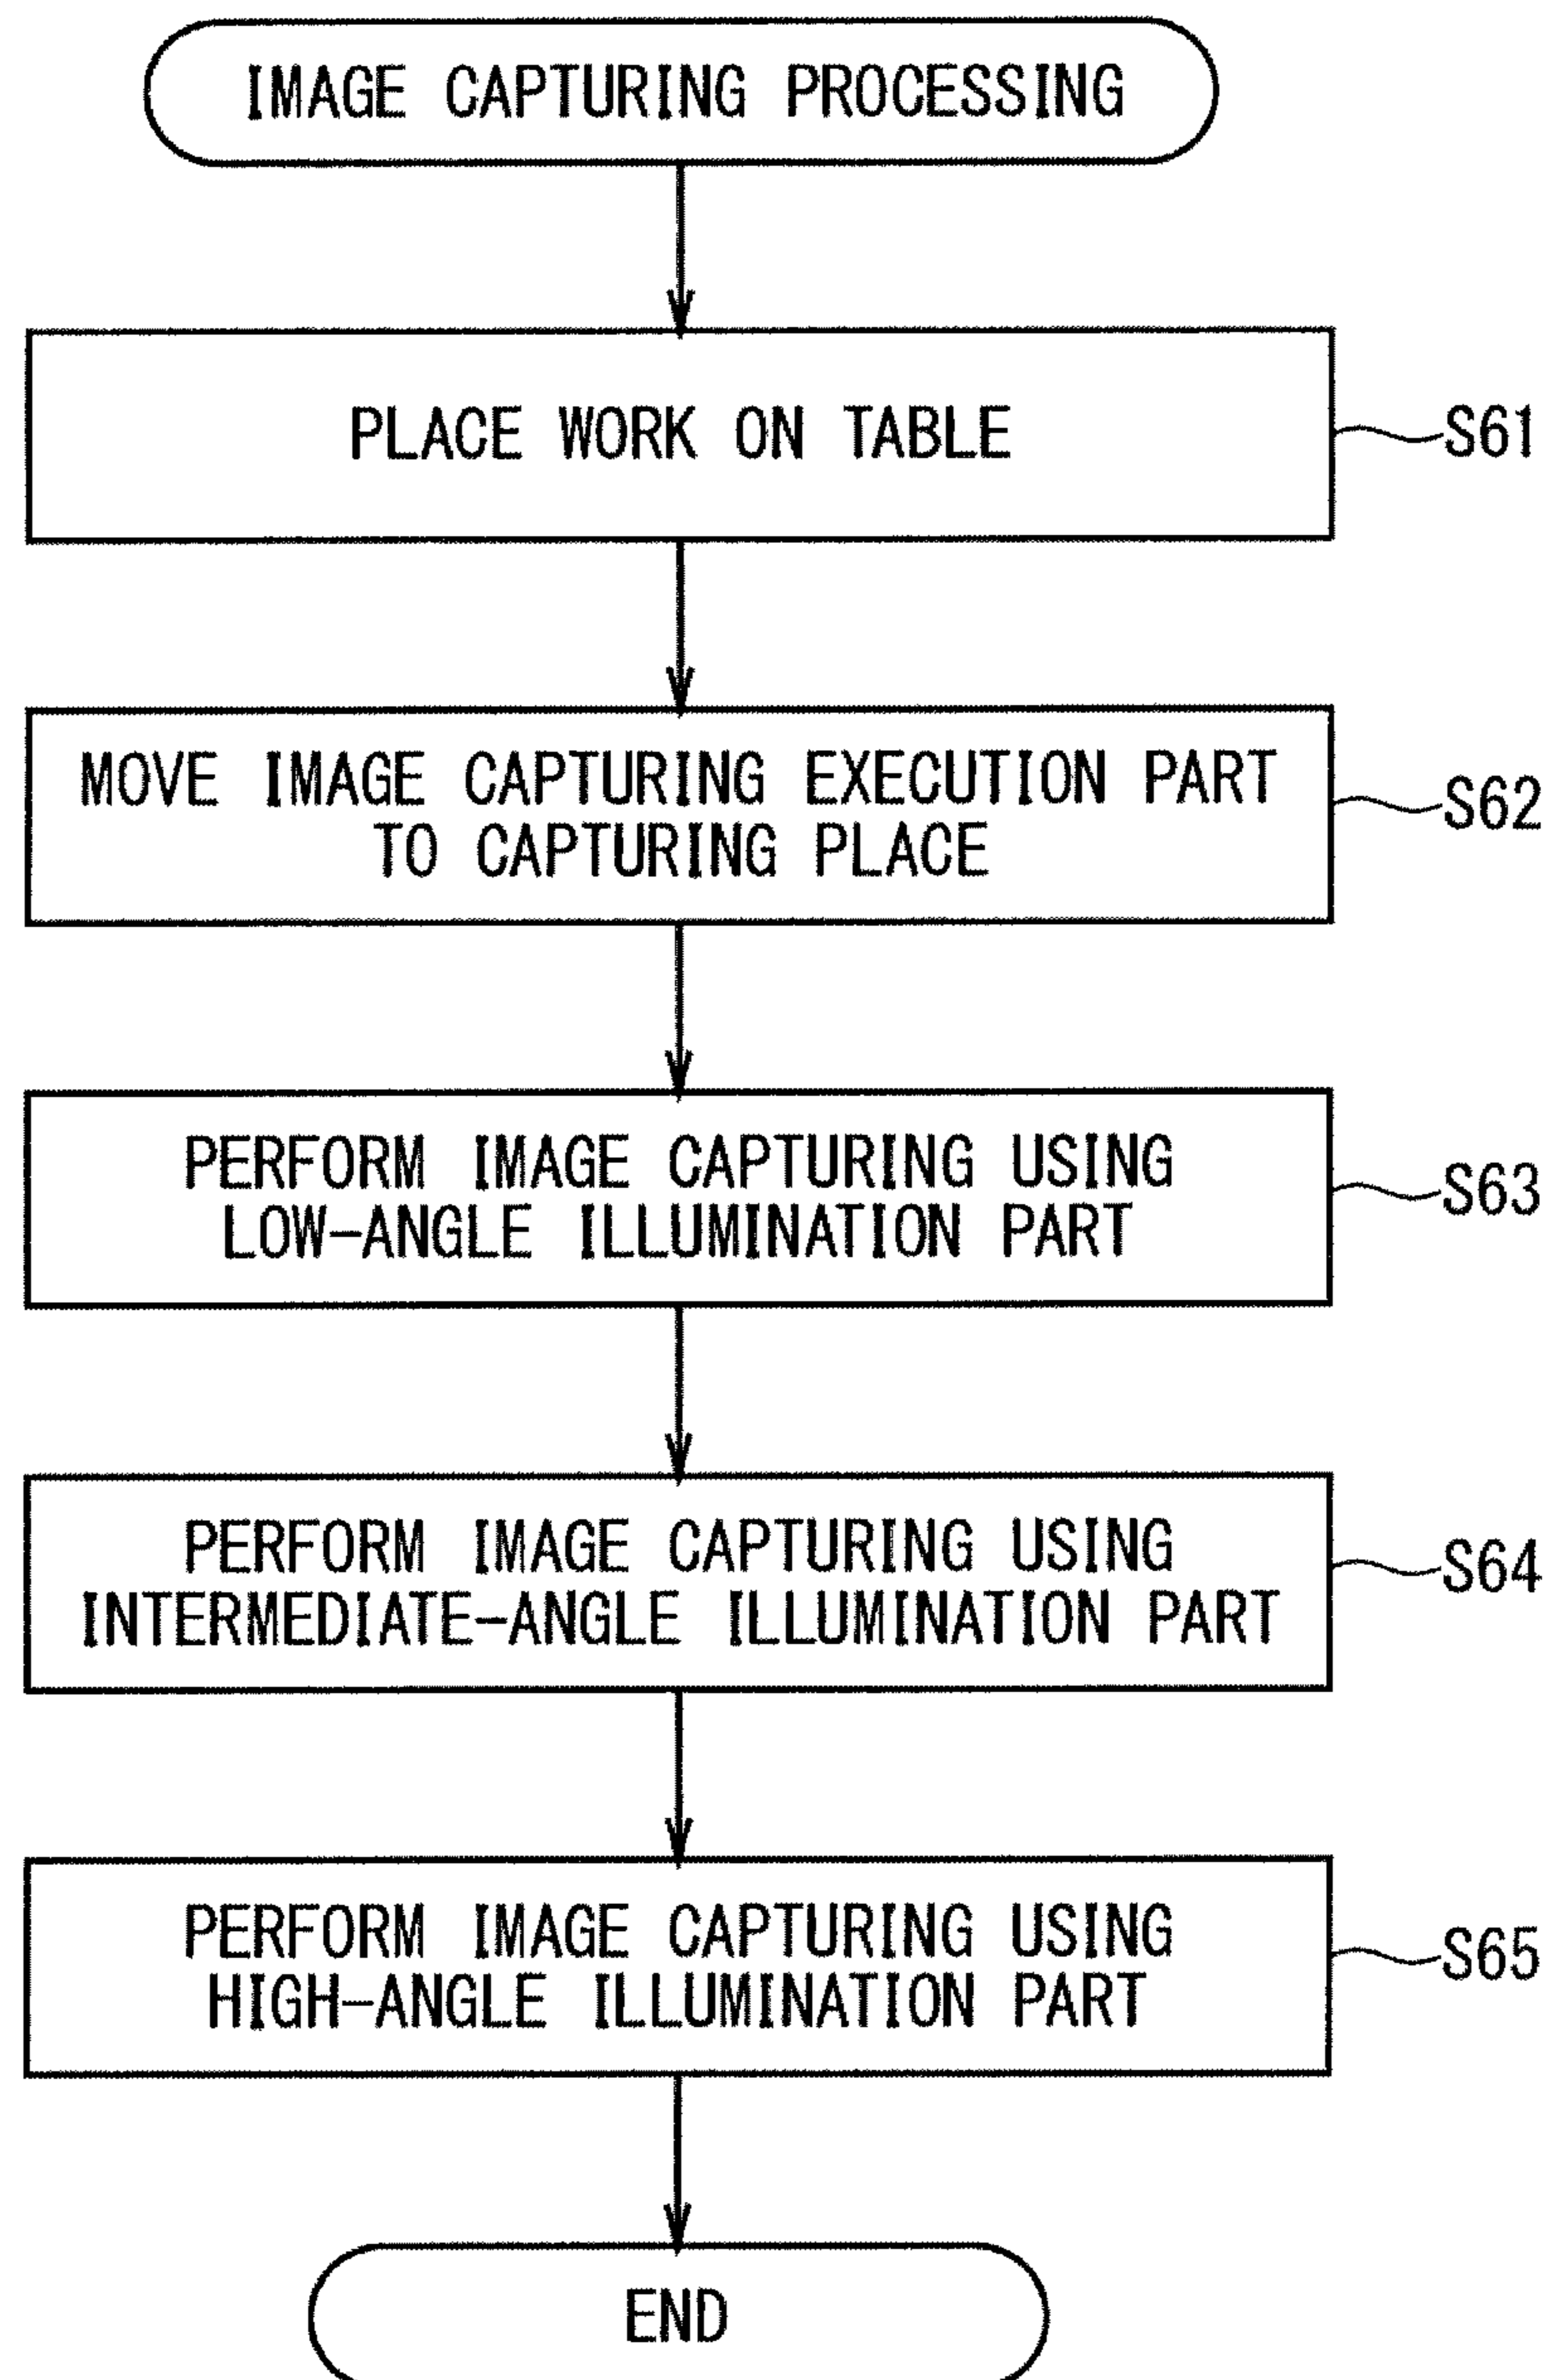 IMAGE CAPTURING PROCESSING
PLACE WORK ON TABLE
S61
MOVE IMAGE CAPTURING EXECUTION PART
TO CAPTURING PLACE
S62
PERFORM IMAGE CAPTURING USING
LOW-ANGLE ILLUMINATION PART
S63
PERFORM IMAGE CAPTURING USING
INTERMEDIATE-ANGLE ILLUMINATION PART
S64
PERFORM IMAGE CAPTURING USING
HIGH-ANGLE ILLUMINATION PART
S65
END